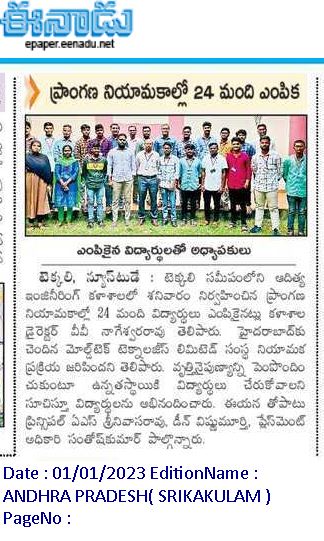 ఈనాడు
epaper.eenadu.net
ప్రాంగణ నియామకాల్లో 24 మంది ఎంపిక
ఎంపికైన విద్యార్థులతో అధ్యాపకులు
టెక్కలి, న్యూస్‌టుడే : టెక్కలి సమీపంలోని ఆదిత్య
ఇంజినీరింగ్ కళాశాలలో శనివారం నిర్వహించిన ప్రాంగణ
నియామకాల్లో 24 మంది విద్యార్థులు ఎంపికైనట్లు కళాశాల
డైరెక్టర్ వీవీ నాగేశ్వరరావు తెలిపారు. హైదరాబాద్‌కు
చెందిన మోల్డ్‌టెక్ టెక్నాలజీస్ లిమిటెడ్ సంస్థ నియామక
ప్రక్రియ జరిపిందని తెలిపారు. వృత్తినైపుణ్యాన్ని పెంపొందిం
చుకుంటూ ఉన్నతస్థాయికి విద్యార్థులు చేరుకోవాలని
సూచిస్తూ విద్యార్థులను అభినందించారు. ఈయన తోపాటు
ప్రిన్సిపల్ ఏఎస్ శ్రీనివాసరావు, డీన్ విష్ణుమూర్తి, ప్లేస్‌మెంట్
అధికారి సంతోష్‌కుమార్ పాల్గొన్నారు.
Date : 01/01/2023 EditionName :
ANDHRA PRADESH( SRIKAKULAM )
PageNo :